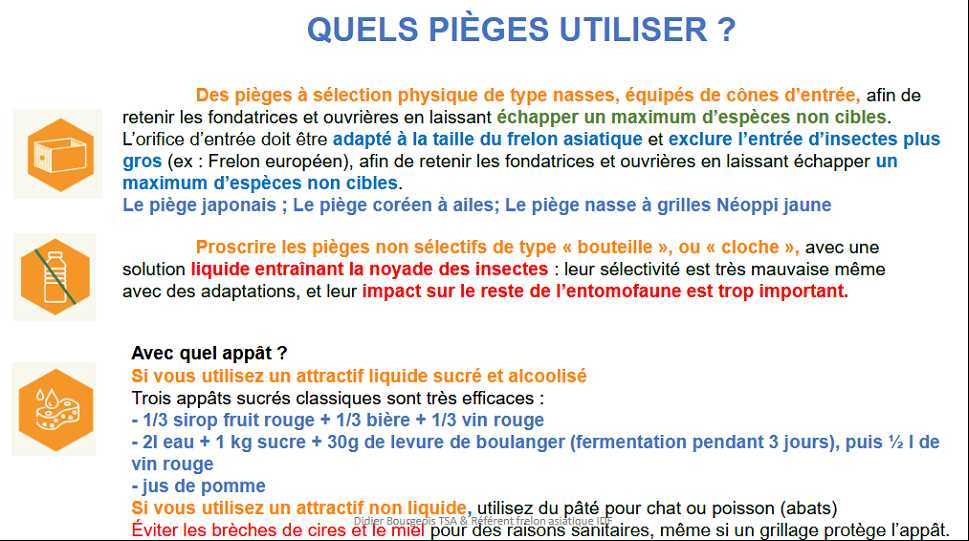 QUELS PIÈGES UTILISER ?
Des pièges à sélection physique de type nasses, équipés de cônes d'entrée, afin de
retenir les fondatrices et ouvrières en laissant échapper un maximum d'espèces non cibles.
L'orifice d'entrée doit être adapté à la taille du frelon asiatique et exclure l'entrée d'insectes plus
gros (ex : Frelon européen), afin de retenir les fondatrices et ouvrières en laissant échapper un
maximum d'espèces non cibles.
Le piège japonais ; Le piège coréen à ailes; Le piège nasse à grilles Néoppi jaune
Proscrire les pièges non sélectifs de type « bouteille », ou « cloche », avec une
solution liquide entraînant la noyade des insectes : leur sélectivité est très mauvaise même
avec des adaptations, et leur impact sur le reste de l'entomofaune est trop important.
Avec quel appât ?
Si vous utilisez un attractif liquide sucré et alcoolisé
Trois appâts sucrés classiques sont très efficaces :
- 1/3 sirop fruit rouge + 1/3 bière + 1/3 vin rouge
- 2l eau + 1 kg sucre + 30g de levure de boulanger (fermentation pendant 3 jours), puis ½ l de
vin rouge
- jus de pomme
Si vous utilisez un attractif non liquide, utilisez du pâté pour chat ou poisson (abats)
Didier Bourgeois TSA & Référent frelon asiatique IDF
Éviter les brèches de cires et le miel pour des raisons sanitaires, même si un grillage protège l'appât.